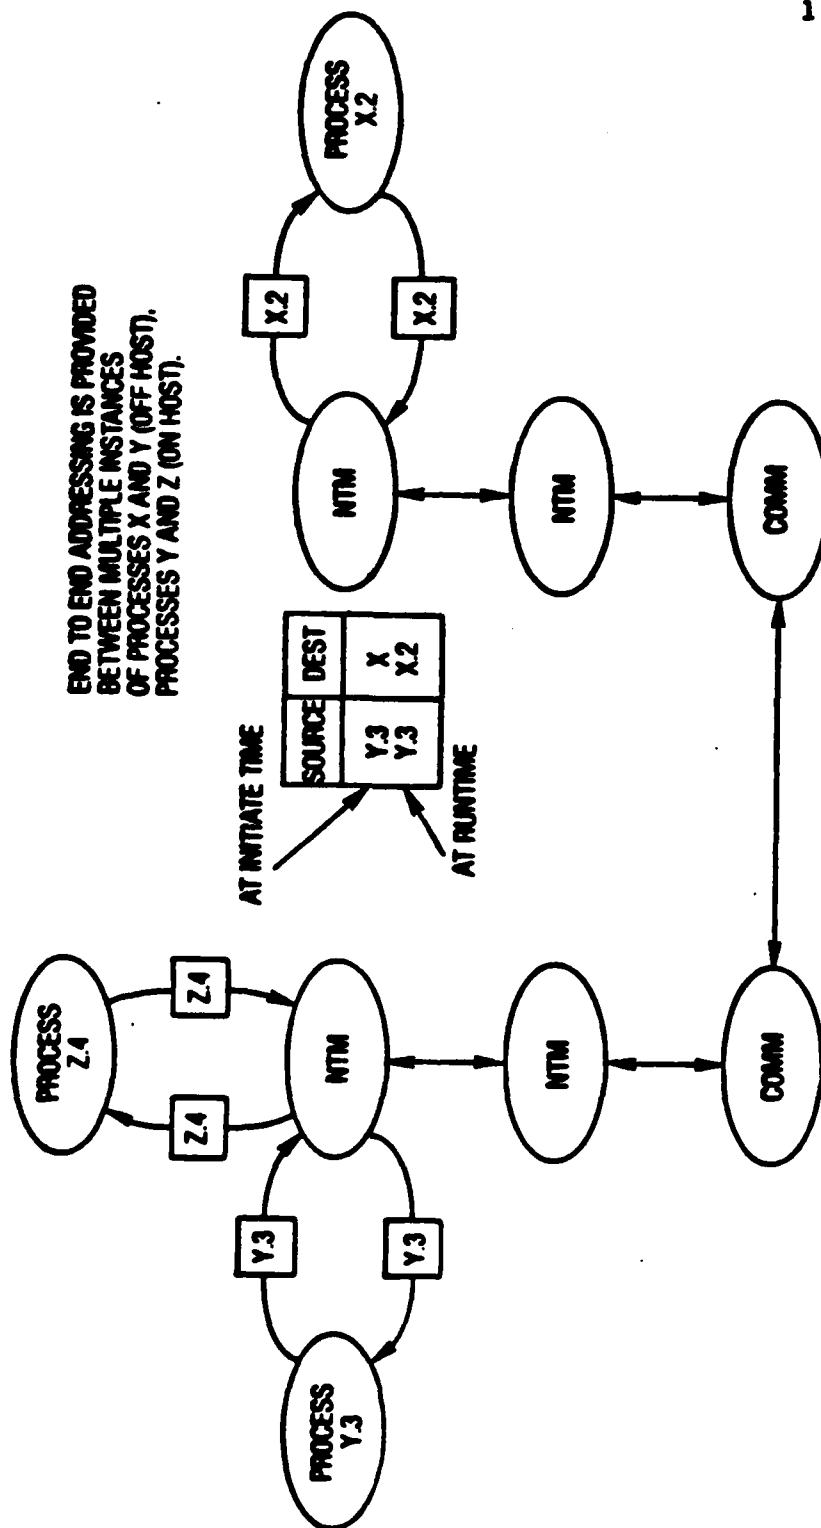 END TO END ADDRESSING IS PROVIDED
BETWEEN MULTIPLE INSTANCES
OF PROCESSES X AND Y (OFF HOST),
PROCESSES Y AND Z (ON HOST).
PROCESS
Z.4
Z.4
Z.4
PROCESS
Y.3
Y.3
Y.3
NTM
NTM
COMM
AT INITIATE TIME
SOURCE DEST
Y.3 X
Y.3 X.2
AT RUNTIME
PROCESS
X.2
X.2
X.2
NTM
NTM
COMM
1